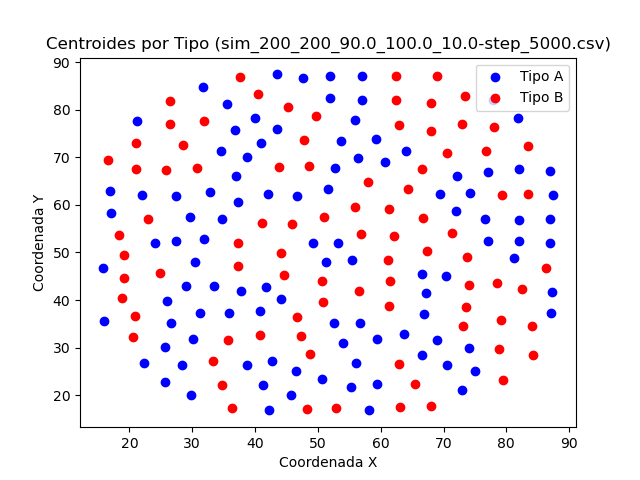 Centroides por Tipo (sim_200_200_90.0_100.0_10.0-step_5000.csv)
90
80
70
60
50
40
30
20
Coordenada Y
Tipo A
Tipo B
20 30 40 50 60 70 80 90
Coordenada X